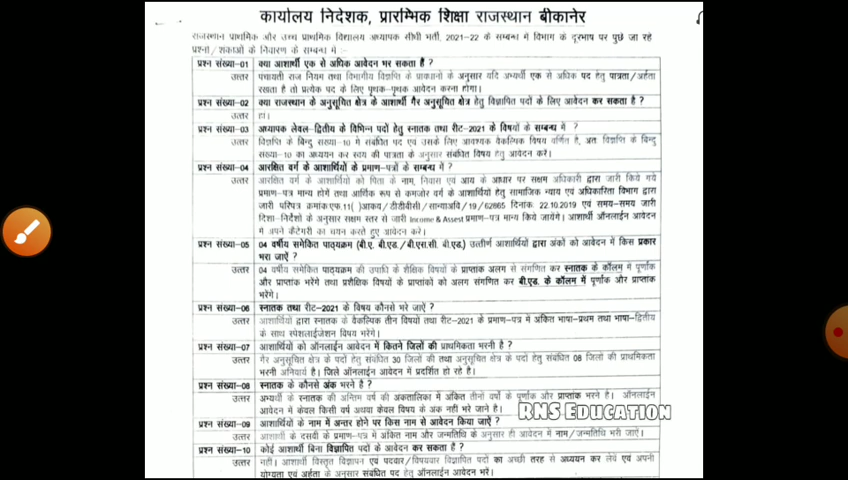 कार्यालय निदेशक, प्रारम्भिक शिक्षा राजस्थान बीकानेर
राजस्थान प्राथमिक और उच्च प्राथमिक विद्यालय अध्यापक सीधी भर्ती, 2021-22 के सम्बन्ध में विभाग के दूरभाष पर पुछे जा रहे
प्रश्नों/शंकाओं के निवारण के सम्बन्ध में :-
प्रश्न संख्या-01 क्या आशार्थी एक से अधिक आवेदन भर सकता है?
उत्तर पंचायती राज नियम तथा विभागीय विज्ञप्ति के प्रावधानों के अनुसार यदि अभ्यर्थी एक से अधिक पद हेतु पात्रता/अर्हता
रखता है तो प्रत्येक पद के लिए पृथक-पृथक आवेदन करना होगा।
प्रश्न संख्या-02 क्या राजस्थान के अनुसूचित क्षेत्र के आशार्थी गैर अनुसूचित क्षेत्र हेतु विज्ञापित पदों के लिए आवेदन कर सकता है?
उत्तर हां।
प्रश्न संख्या-03 अध्यापक लेवल-द्वितीय के विभिन्न पदों हेतु स्नातक तथा रीट-2021 के विषयों के सम्बन्ध में ?
उत्तर विज्ञप्ति के बिन्दु संख्या-10 में संबंधित पद एवं उसके लिए आवश्यक वैकल्पिक विषय वर्णित है, अतः विज्ञप्ति के बिन्दु
संख्या-10 का अध्ययन कर स्वयं की पात्रता के अनुसार संबंधित विषय हेतु आवेदन करें।
प्रश्न संख्या-04 आरक्षित वर्ग के आशार्थियों के प्रमाण-पत्रों के सम्बन्ध में ?
उत्तर आरक्षित वर्ग के आशार्थियों को पिता के नाम, निवास एवं आय के आधार पर सक्षम अधिकारी द्वारा जारी किये गये
प्रमाण-पत्र मान्य होगें तथा आर्थिक रूप से कमजोर वर्ग के आशार्थियों हेतु सामाजिक न्याय एवं अधिकारिता विभाग द्वारा
जारी परिपत्र क्रमांक:एफ.11( )आकय/टीडीवीसी/सान्याअवि/19/62865 दिनांक: 22.10.2019 एवं समय-समय जारी
दिशा-निर्देशों के अनुसार सक्षम स्तर से जारी Income & Assest प्रमाण-पत्र मान्य किये जायेंगे। आशार्थी ऑनलाईन आवेदन
में अपने कैटेगरी का चयन करते हुए आवेदन करे।
प्रश्न संख्या-05 04 वर्षीय समेकित पाठ्यक्रम (बी.ए. बी.एड./बी.एस.सी. बी.एड.) उत्तीर्ण आशार्थियों द्वारा अंकों को आवेदन में किस प्रकार
भरा जाऐं ?
उत्तर 04 वर्षीय समेकित पाठ्यक्रम की उपाधि के शैक्षिक विषयों के प्राप्तांक अलग से संगणित कर स्नातक के कॉलम में पूर्णांक
और प्राप्तांक भरेंगे तथा प्रशैक्षिक विषयों के प्राप्तांको को अलग संगणित कर बी.एड. के कॉलम में पूर्णांक और प्राप्तांक
भरेंगे।
प्रश्न संख्या-06 स्नातक तथा रीट-2021 के विषय कौनसे भरे जाऐं ?
उत्तर आशार्थियों द्वारा स्नातक के वैकल्पिक तीन विषयों तथा रीट-2021 के प्रमाण-पत्र में अंकित भाषा-प्रथम तथा भाषा-द्वितीय
के साथ स्पेशलाईजेशन विषय भरेंगे।
प्रश्न संख्या-07 आशार्थियों को ऑनलाईन आवेदन में कितने जिलों की प्राथमिकता भरनी है ?
उत्तर गैर अनुसूचित क्षेत्र के पदों हेतु संबंधित 30 जिलों की तथा अनुसूचित क्षेत्र के पदों हेतु संबंधित 08 जिलों की प्राथमिकता
भरनी अनिवार्य है। जिले ऑनलाईन आवेदन में प्रदर्शित हो रहे है।
प्रश्न संख्या-08 स्नातक के कौनसे अंक भरने है ?
उत्तर अभ्यर्थी के स्नातक की अन्तिम वर्ष की अंकतालिका में अंकित तीनों वर्षों के पूर्णांक और प्राप्तांक भरने है। ऑनलाईन
आवेदन में केवल किसी वर्ष अथवा केवल विषय के अंक नही भरे जाने है।
RNS Education
प्रश्न संख्या-09 आशार्थियों के नाम में अन्तर होने पर किस नाम से आवेदन किया जाऐं ?
उत्तर आशार्थी के दसवी के प्रमाण-पत्र में अंकित नाम और जन्मतिथि के अनुसार ही आवेदन में नाम/जन्मतिथि भरी जाऐं।
प्रश्न संख्या-10 कोई आशार्थी बिना विज्ञापित पदों के आवेदन कर सकता है ?
उत्तर नहीं। आशार्थी विस्तृत विज्ञापन एवं पदवार/विषयवार विज्ञापित पदों का अच्छी तरह से अध्ययन कर लेवें एवं अपनी
योग्यता एवं अर्हता के अनुसार संबंधित पद हेतु ऑनलाईन आवेदन भरें।